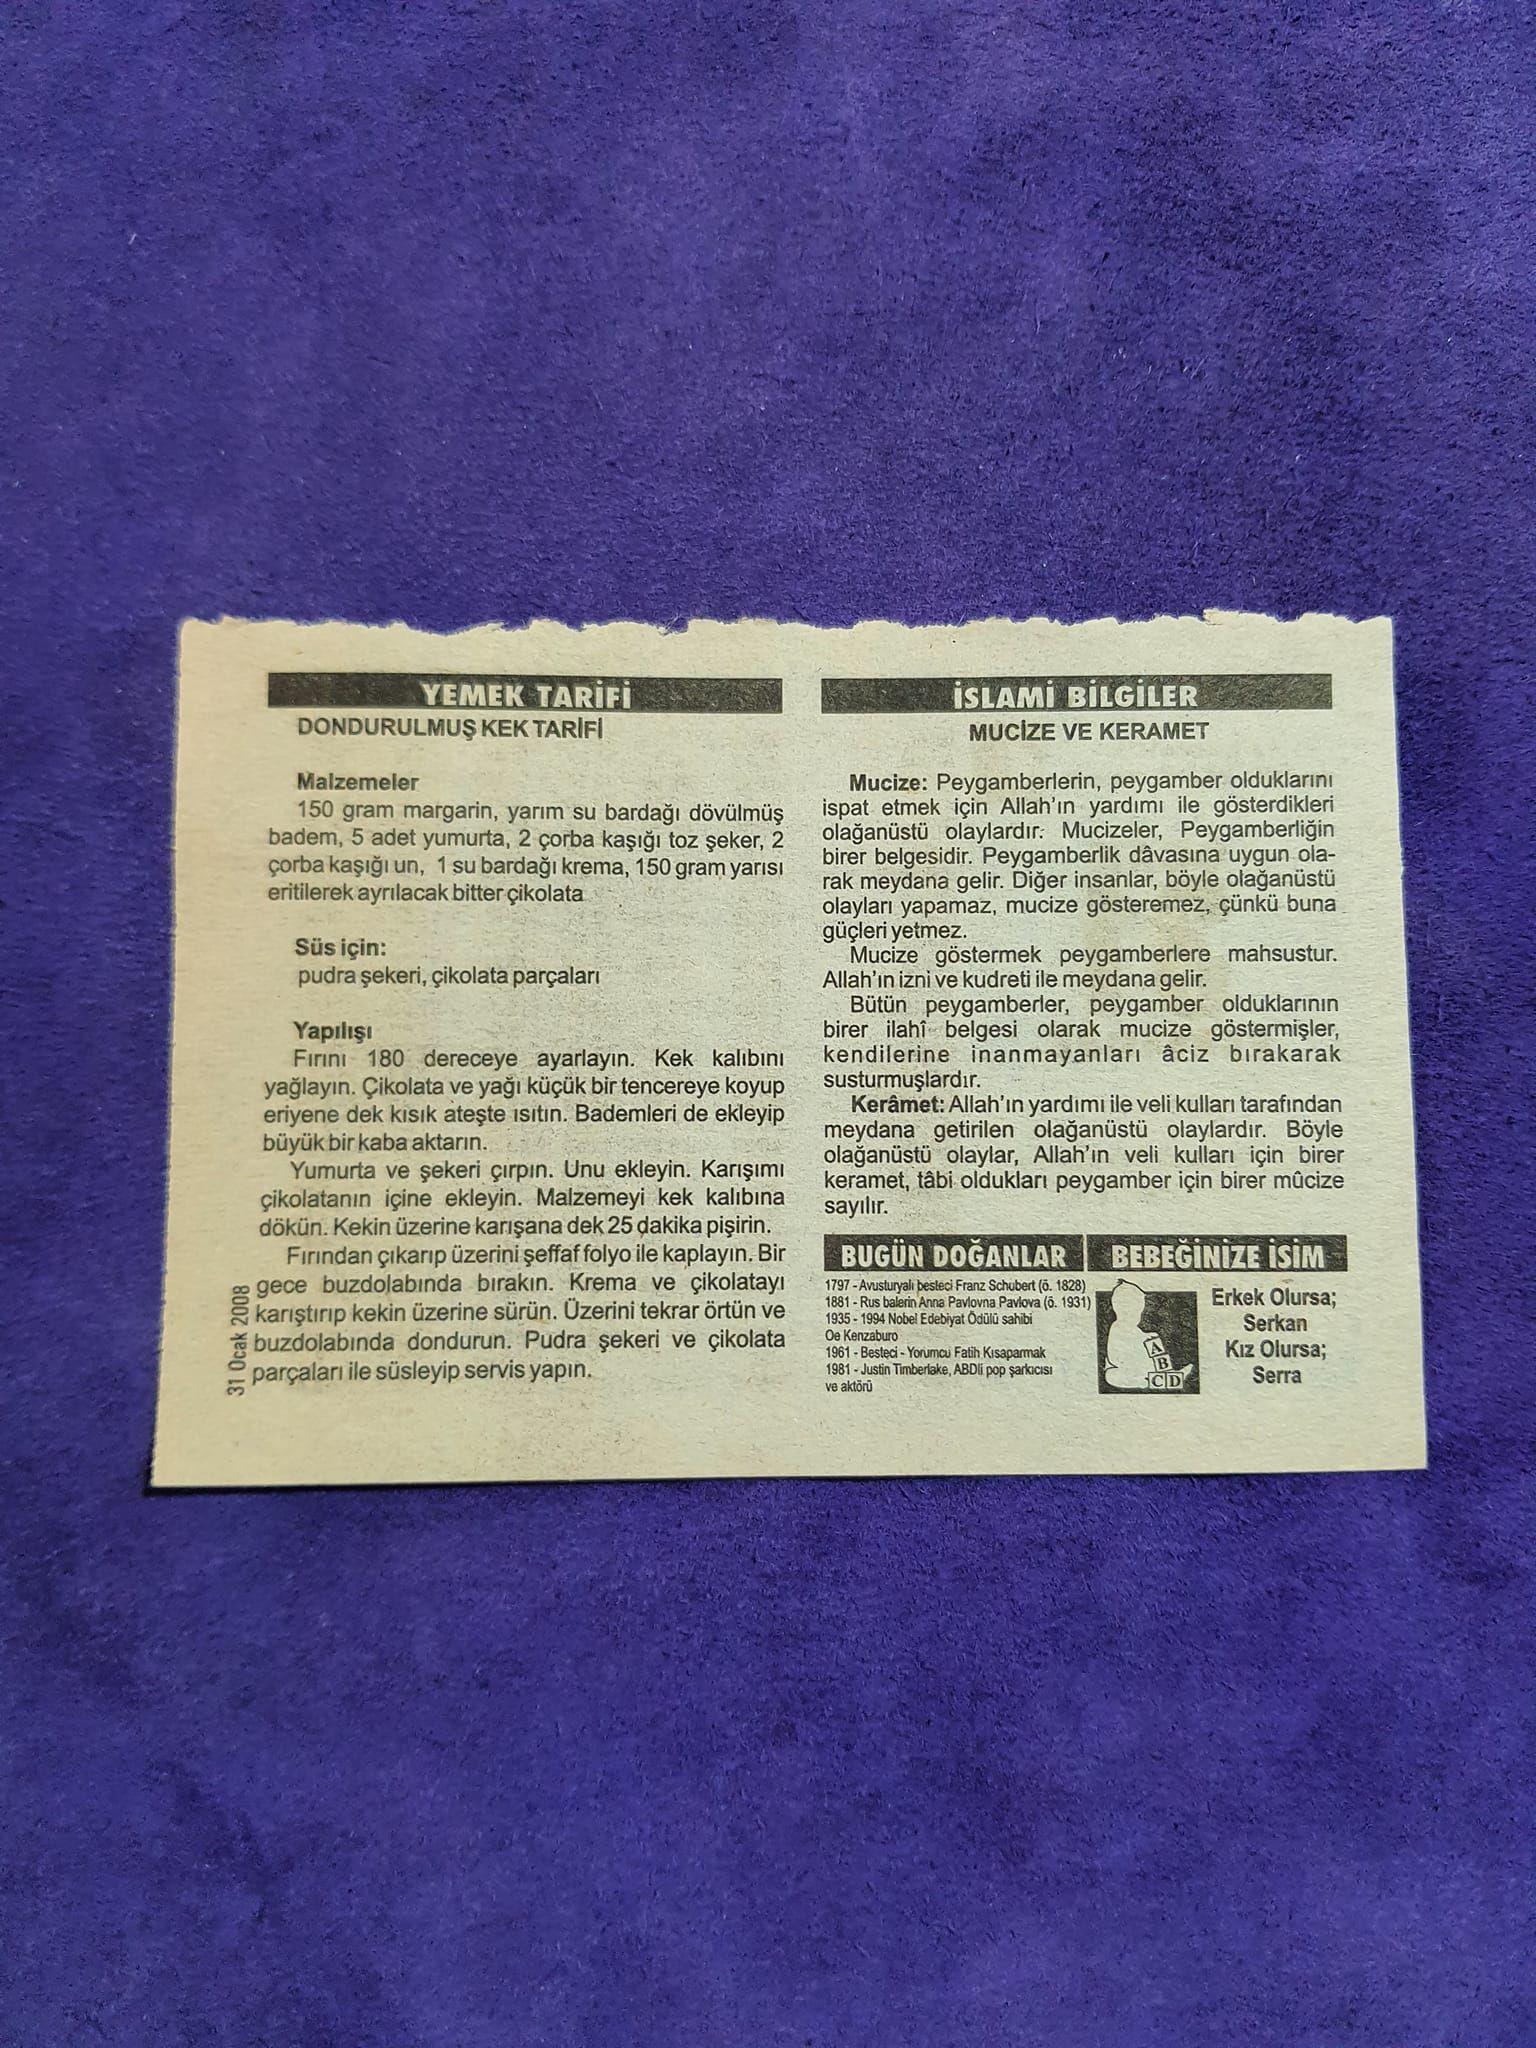 YEMEK TARİFİ
DONDURULMUŞ KEK TARİFİ
Malzemeler
150 gram margarin, yarım su bardağı dövülmüş
badem, 5 adet yumurta, 2 çorba kaşığı toz şeker, 2
çorba kaşığı un, 1 su bardağı krema, 150 gram yarısı
eritilerek ayrılacak bitter çikolata
Süs için:
pudra şekeri, çikolata parçaları
Yapılışı
Fırını 180 dereceye ayarlayın. Kek kalıbını
yağlayın. Çikolata ve yağı küçük bir tencereye koyup
eriyene dek kısık ateşte ısıtın. Bademleri de ekleyip
büyük bir kaba aktarın.
Yumurta ve şekeri çırpın. Unu ekleyin. Karışımı
çikolatanın içine ekleyin. Malzemeyi kek kalıbına
dökün. Kekin üzerine karışana dek 25 dakika pişirin.
Fırından çıkarıp üzerini şeffaf folyo ile kaplayın. Bir
gece buzdolabında bırakın. Krema ve çikolatayı
karıştırıp kekin üzerine sürün. Üzerini tekrar örtün ve
buzdolabında dondurun. Pudra şekeri ve çikolata
parçaları ile süsleyip servis yapın.
31 Ocak 2008
İSLAMİ BİLGİLER
MUCİZE VE KERAMET
Mucize: Peygamberlerin, peygamber olduklarını
ispat etmek için Allah'ın yardımı ile gösterdikleri
olağanüstü olaylardır. Mucizeler, Peygamberliğin
birer belgesidir. Peygamberlik dâvasına uygun ola-
rak meydana gelir. Diğer insanlar, böyle olağanüstü
olayları yapamaz, mucize gösteremez, çünkü buna
güçleri yetmez.
Mucize göstermek peygamberlere mahsustur.
Allah'ın izni ve kudreti ile meydana gelir.
Bütün peygamberler, peygamber olduklarının
birer ilahî belgesi olarak mucize göstermişler,
kendilerine inanmayanları âciz bırakarak
susturmuşlardır.
Kerâmet: Allah'ın yardımı ile veli kulları tarafından
meydana getirilen olağanüstü olaylardır. Böyle
olağanüstü olaylar, Allah'ın veli kulları için birer
keramet, tâbi oldukları peygamber için birer mûcize
sayılır.
BUGÜN DOĞANLAR
1797 - Avusturyalı besteci Franz Schubert (ö. 1828)
1881 - Rus balerin Anna Pavlovna Pavlova (ö. 1931)
1935 - 1994 Nobel Edebiyat Ödülü sahibi
Oe Kenzaburo
1961 - Besteci - Yorumcu Fatih Kısaparmak
1981 - Justin Timberlake, ABDli pop şarkıcısı
ve aktörü
BEBEĞİNİZE İSİM
A
B
C D
Erkek Olursa;
Serkan
Kız Olursa;
Serra